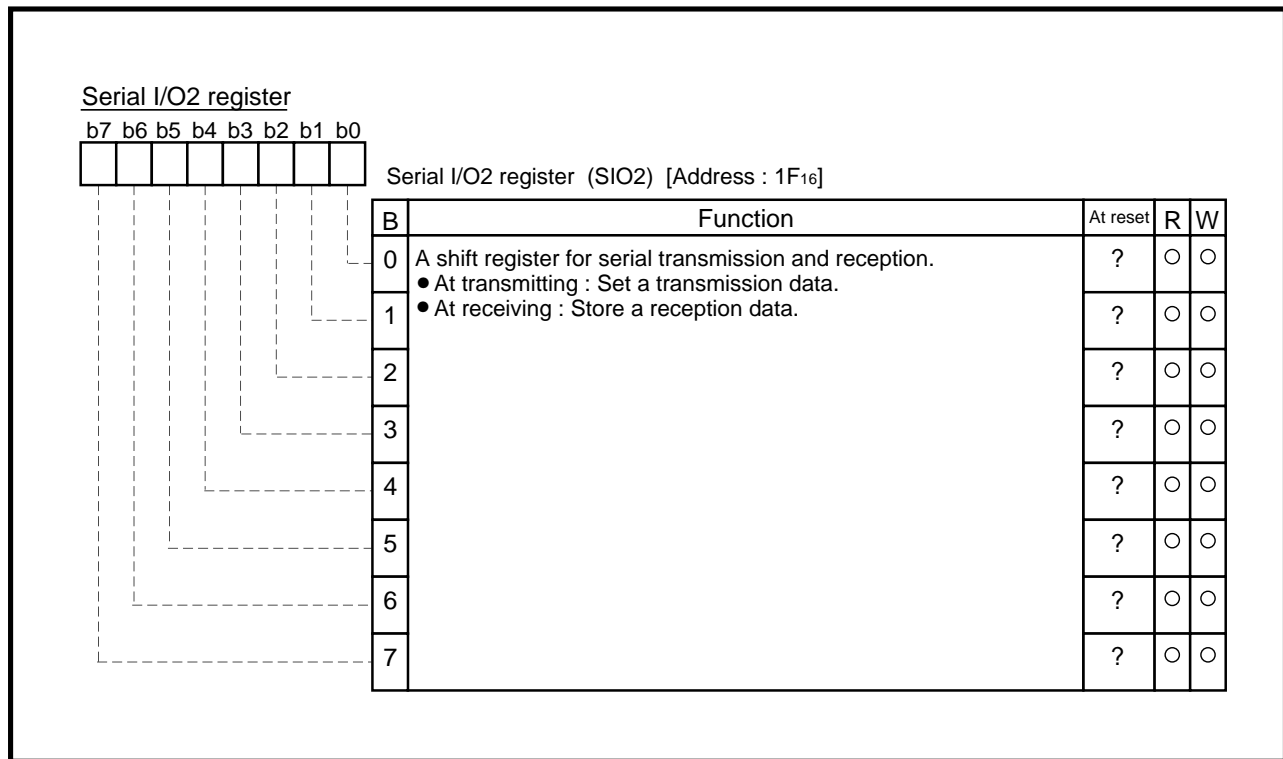 Serial I/O2 register
b7 b6 b5 b4 b3 b2 b1 b0
Serial I/O2 register (SIO2) [Address : 1F16]
B Function At reset R W
0 A shift register for serial transmission and reception. ? ○ ○
● At transmitting : Set a transmission data.
● At receiving : Store a reception data.
1 ? ○ ○
2 ? ○ ○
3 ? ○ ○
4 ? ○ ○
5 ? ○ ○
6 ? ○ ○
7 ? ○ ○